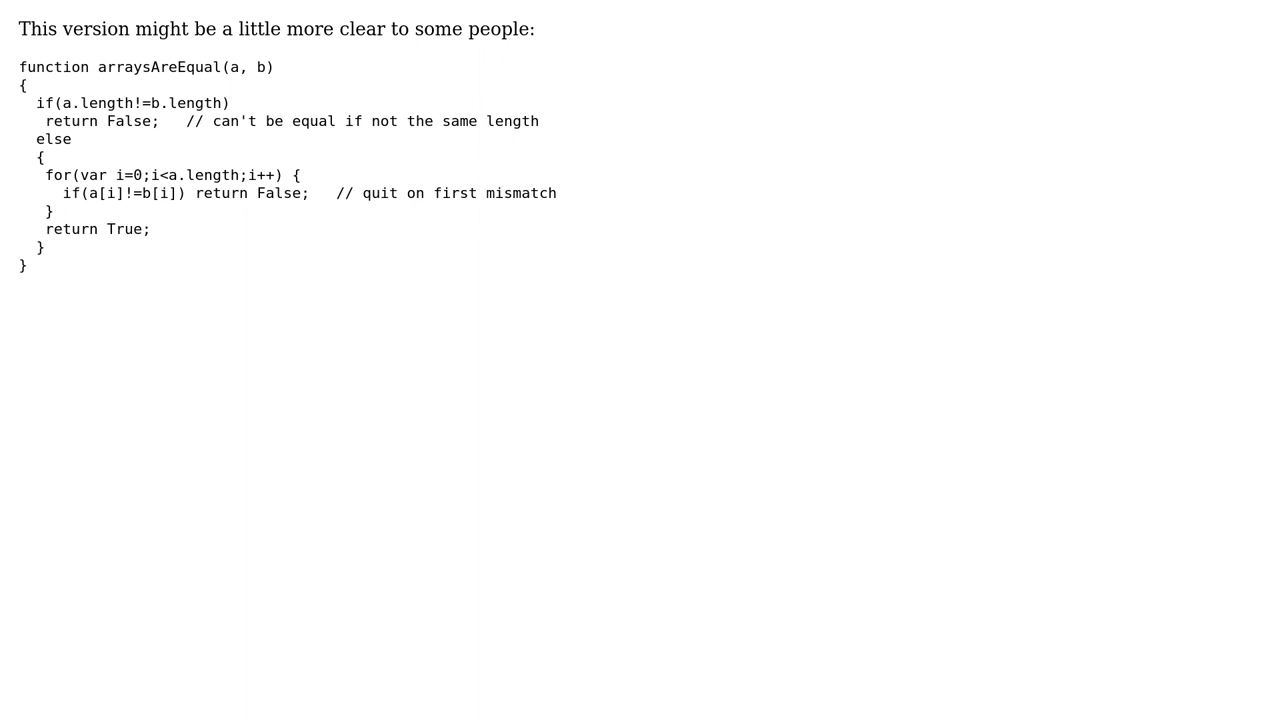 This version might be a little more clear to some people:
function arraysAreEqual(a, b)
{
  if(a.length!=b.length)
   return False;   // can't be equal if not the same length
  else
  {
   for(var i=0;i<a.length;i++) {
     if(a[i]!=b[i]) return False;   // quit on first mismatch
   }
   return True;
  }
}